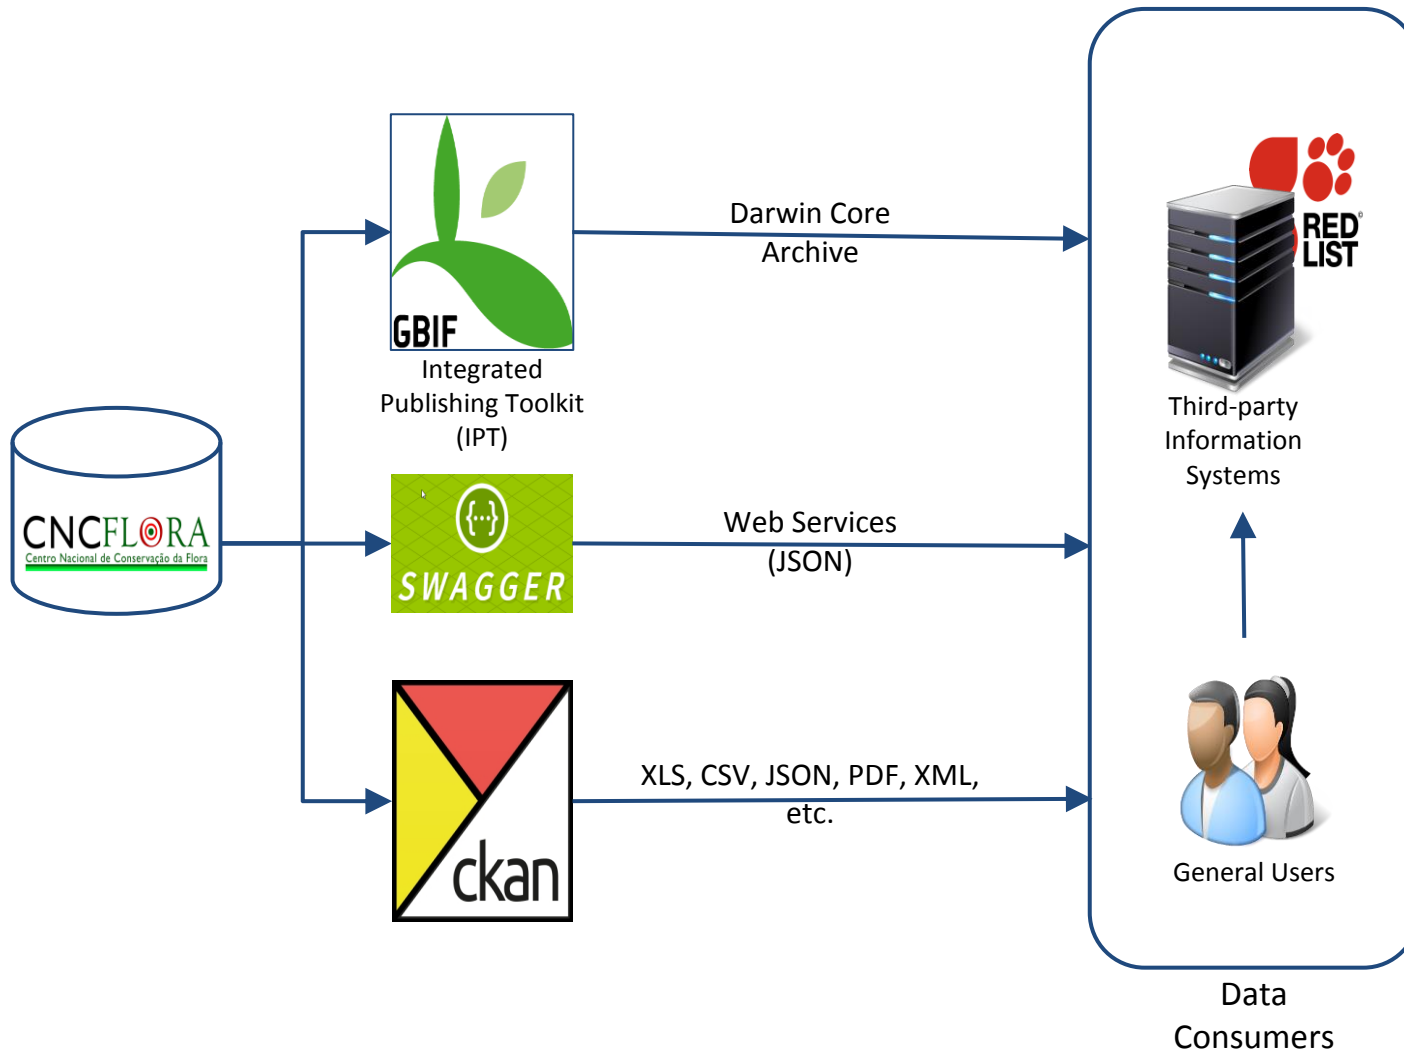 CNCFLORA
Centro Nacional de Conservação da Flora
GBIF
Integrated
Publishing Toolkit
(IPT)
{···}
SWAGGER
ckan
Darwin Core
Archive
Web Services
(JSON)
XLS, CSV, JSON, PDF, XML,
etc.
RED
LIST
©
Third-party
Information
Systems
General Users
Data
Consumers